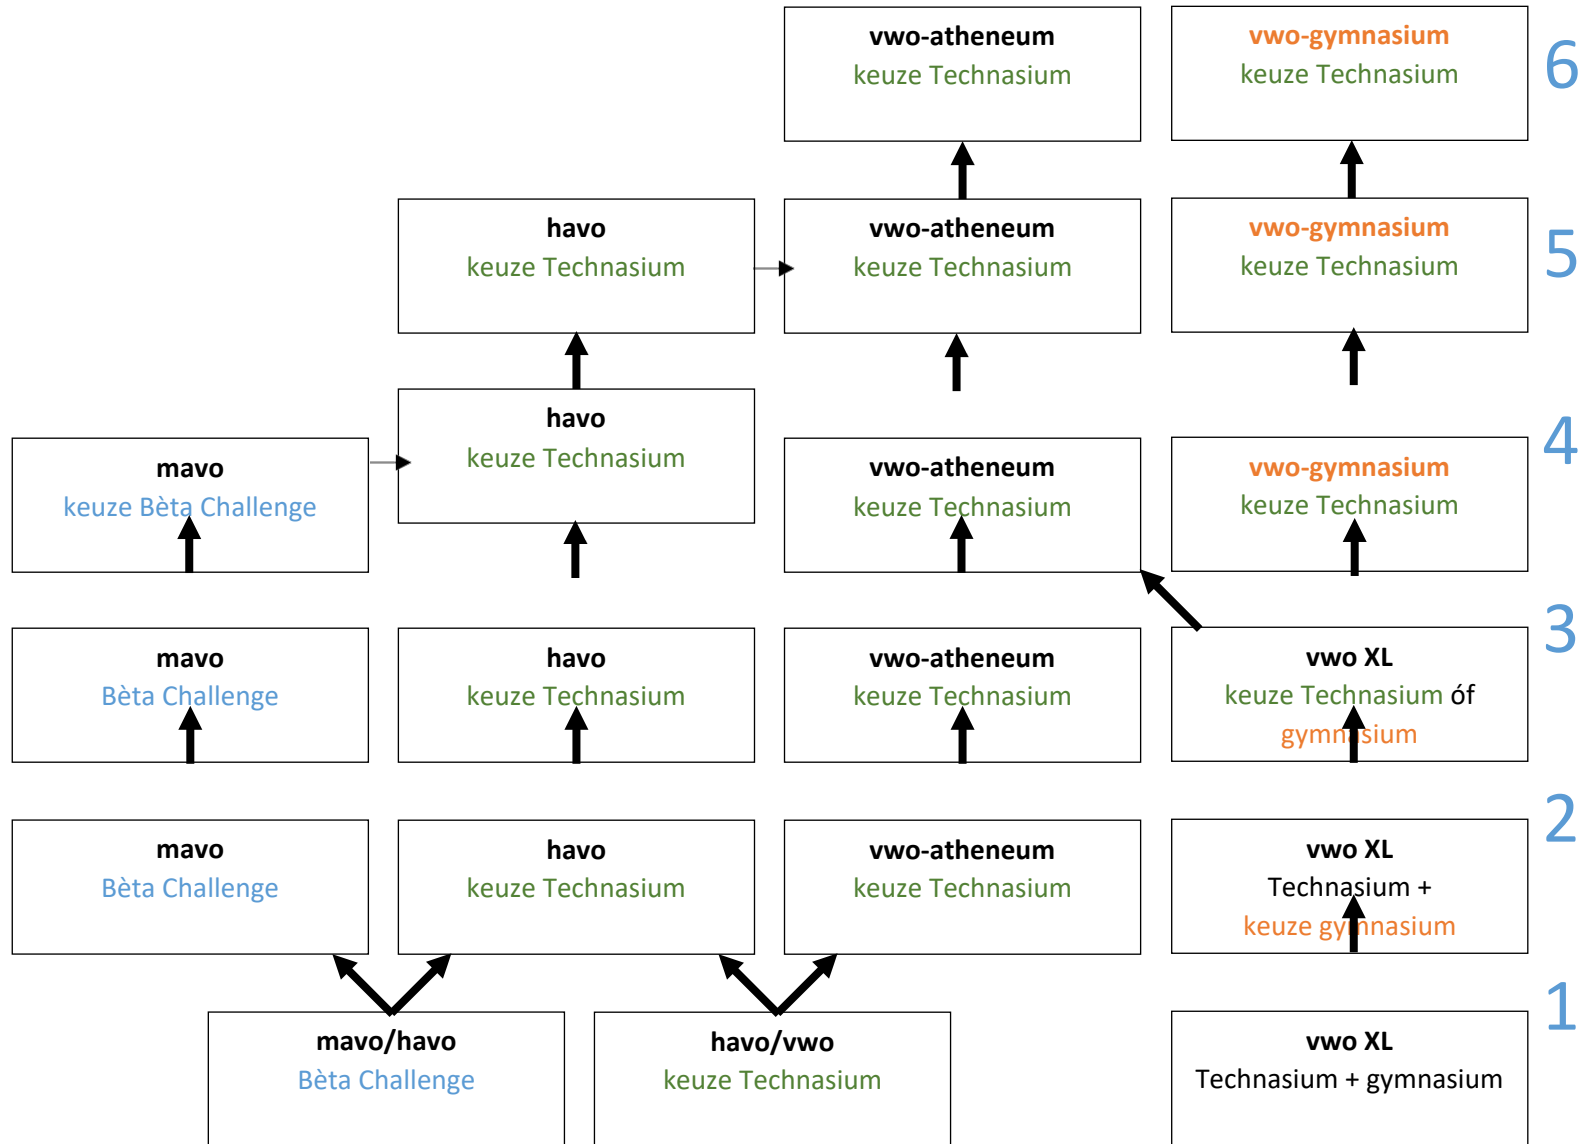 vwo-atheneum
keuze Technasium
vwo-gymnasium
keuze Technasium
6
havo
keuze Technasium
vwo-atheneum
keuze Technasium
vwo-gymnasium
keuze Technasium
5
mavo
keuze Bèta Challenge
havo
keuze Technasium
vwo-atheneum
keuze Technasium
vwo-gymnasium
keuze Technasium
4
mavo
Bèta Challenge
havo
keuze Technasium
vwo-atheneum
keuze Technasium
vwo XL
keuze Technasium óf
gymnasium
3
mavo
Bèta Challenge
havo
keuze Technasium
vwo-atheneum
keuze Technasium
vwo XL
Technasium +
keuze gymnasium
2
mavo/havo
Bèta Challenge
havo/vwo
keuze Technasium
vwo XL
Technasium + gymnasium
1